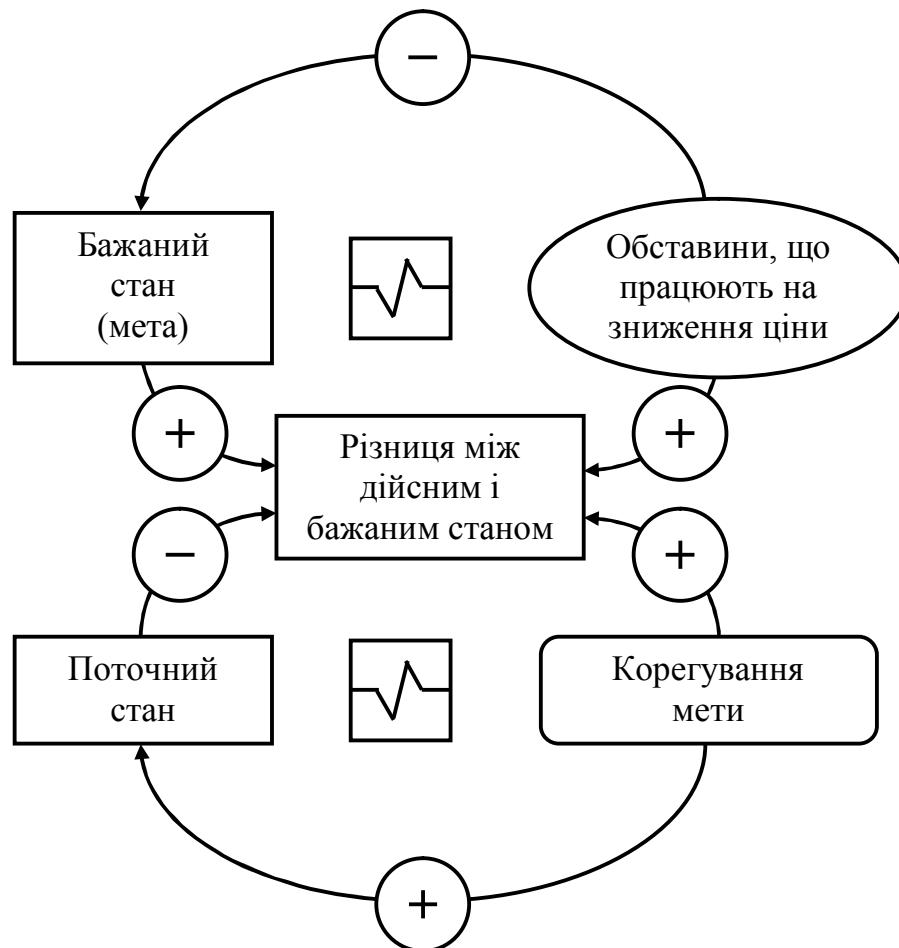 −
Бажаний
стан
(мета)
Обставини, що
працюють на
зниження ціни
+
+
Різниця між
дійсним і
бажаним станом
−
+
Поточний
стан
Корегування
мети
+